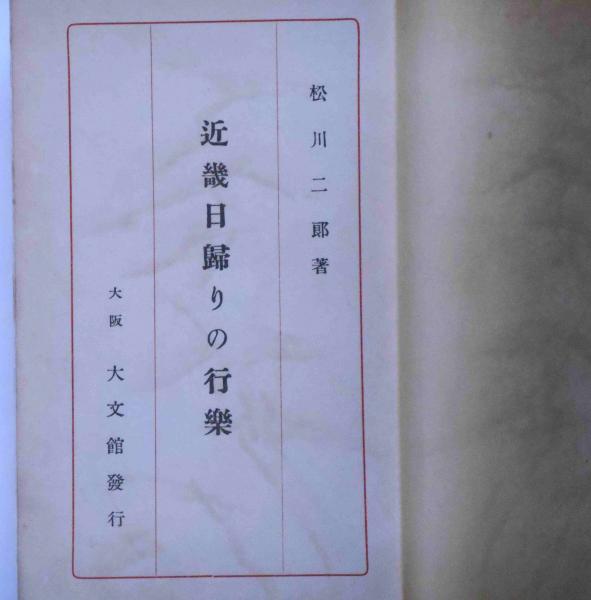 松川二郎著
近畿日歸りの行樂
大阪 大文館發行